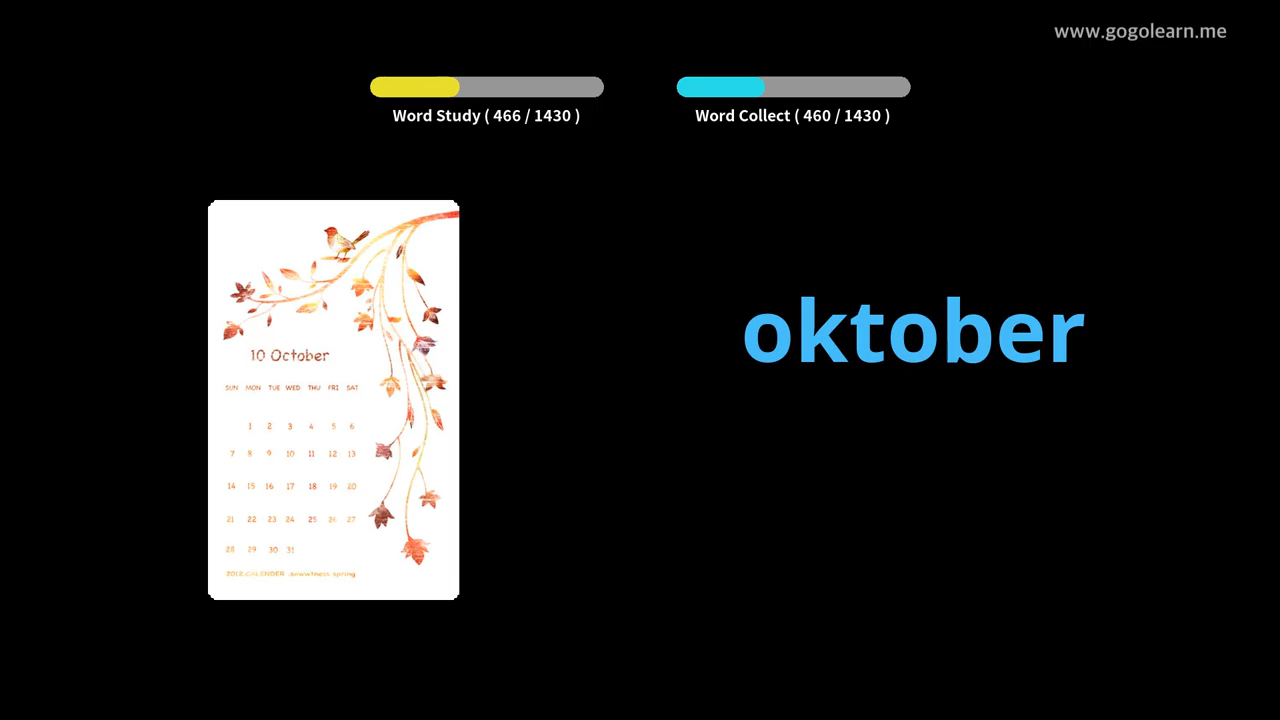 www.gogolearn.me
Word Study ( 466 / 1430 )
Word Collect ( 460 / 1430 )
10 October
SUN MON TUE WED THU FRI SAT
1 2 3 4 5 6
7 8 9 10 11 12 13
14 15 16 17 18 19 20
21 22 23 24 25 26 27
28 29 30 31
2012.CALENDER
spring
oktober